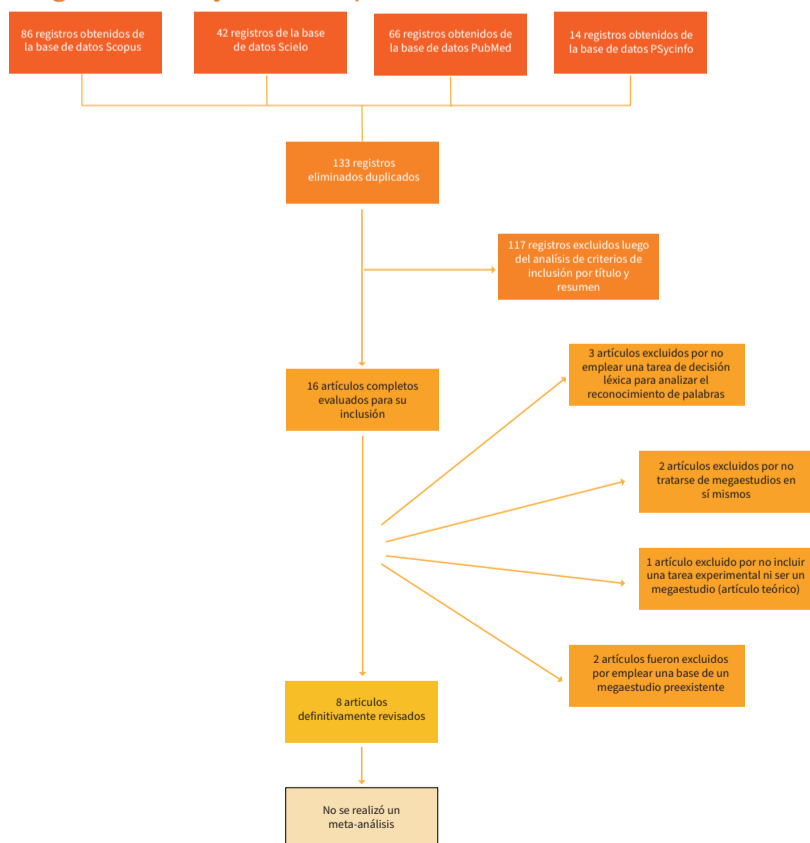 86 registros obtenidos de
la base de datos Scopus
42 registros de la base
de datos Scielo
66 registros obtenidos de
la base de datos PubMed
14 registros obtenidos de
la base de datos PSycinfo
133 registros
eliminados duplicados
117 registros excluidos luego
del analísis de criterios de
inclusión por título y
resumen
3 artículos excluidos por no
emplear una tarea de decisión
léxica para analizar el
reconocimiento de palabras
16 artículos completos
evaluados para su
inclusión
2 artículos excluidos por no
tratarse de megaestudios en
sí mismos
1 artículo excluido por no incluir
una tarea experimental ni ser un
megaestudio (artículo teórico)
2 artículos fueron excluidos
por emplear una base de un
megaestudio preexistente
8 articulos
definitivamente revisados
No se realizó un
meta-análisis